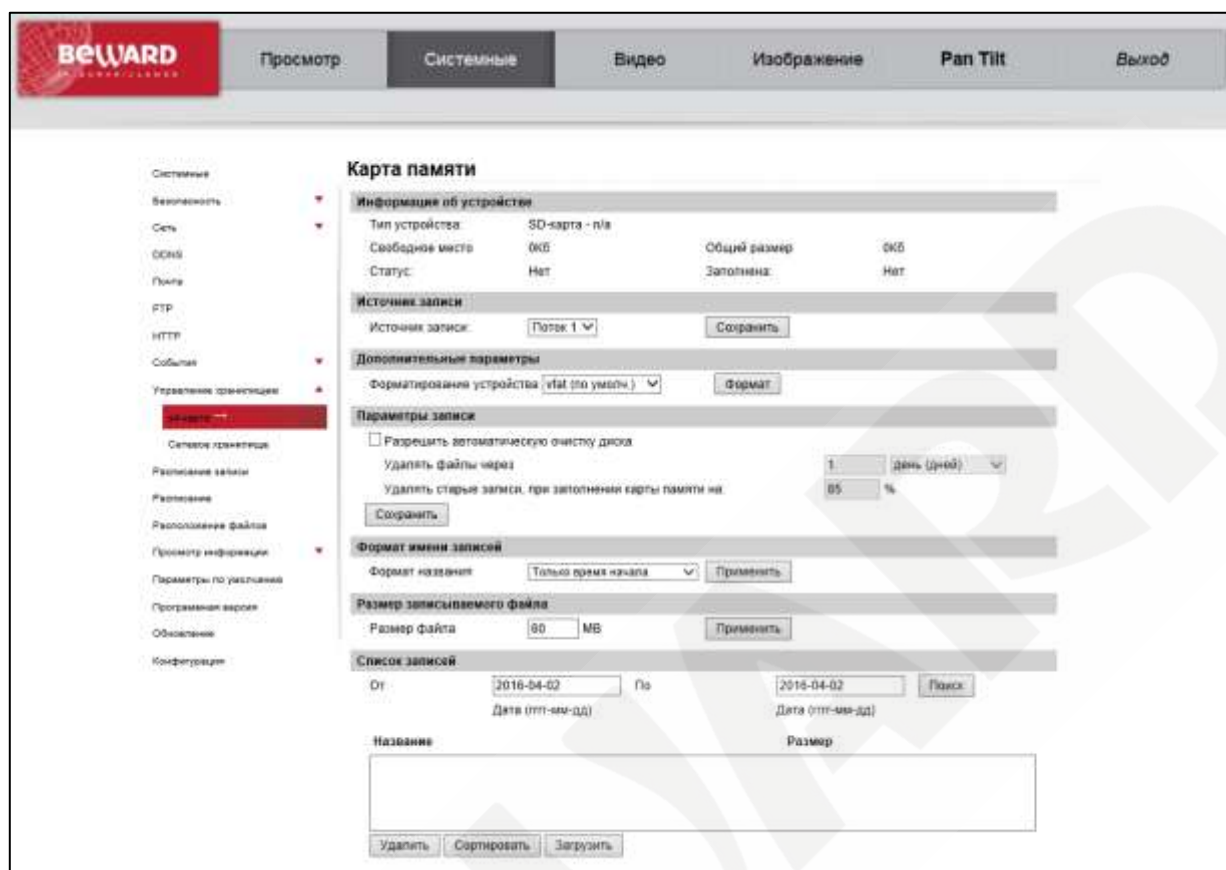 BEWARD
Просмотр
Системные
Видео
Изображение
Pan Tilt
Выход
Системные
Безопасность
Сеть
DDNS
Почта
FTP
HTTP
События
Управление хранилищем
SD-карта
Сетевое хранилище
Расписание записи
Расписание
Расположение файлов
Просмотр информации
Параметры по умолчанию
Программная версия
Обновление
Конфигурация
Карта памяти
Информация об устройстве
Тип устройства: SD-карта - n/a
Свободное место 0Кб Общий размер 0Кб
Статус: Нет Заполнена: Нет
Источник записи
Источник записи: Поток 1 Сохранить
Дополнительные параметры
Форматирование устройства vfat (по умолч.) Формат
Параметры записи
Разрешить автоматическую очистку диска
Удалять файлы через 1 день (дней)
Удалять старые записи, при заполнении карты памяти на: 85 %
Сохранить
Формат имени записей
Формат названия Только время начала Применить
Размер записываемого файла
Размер файла 60 MB Применить
Список записей
От 2016-04-02 По 2016-04-02 Поиск
Дата (гггг-мм-дд) Дата (гггг-мм-дд)
Название Размер
Удалить Сортировать Загрузить